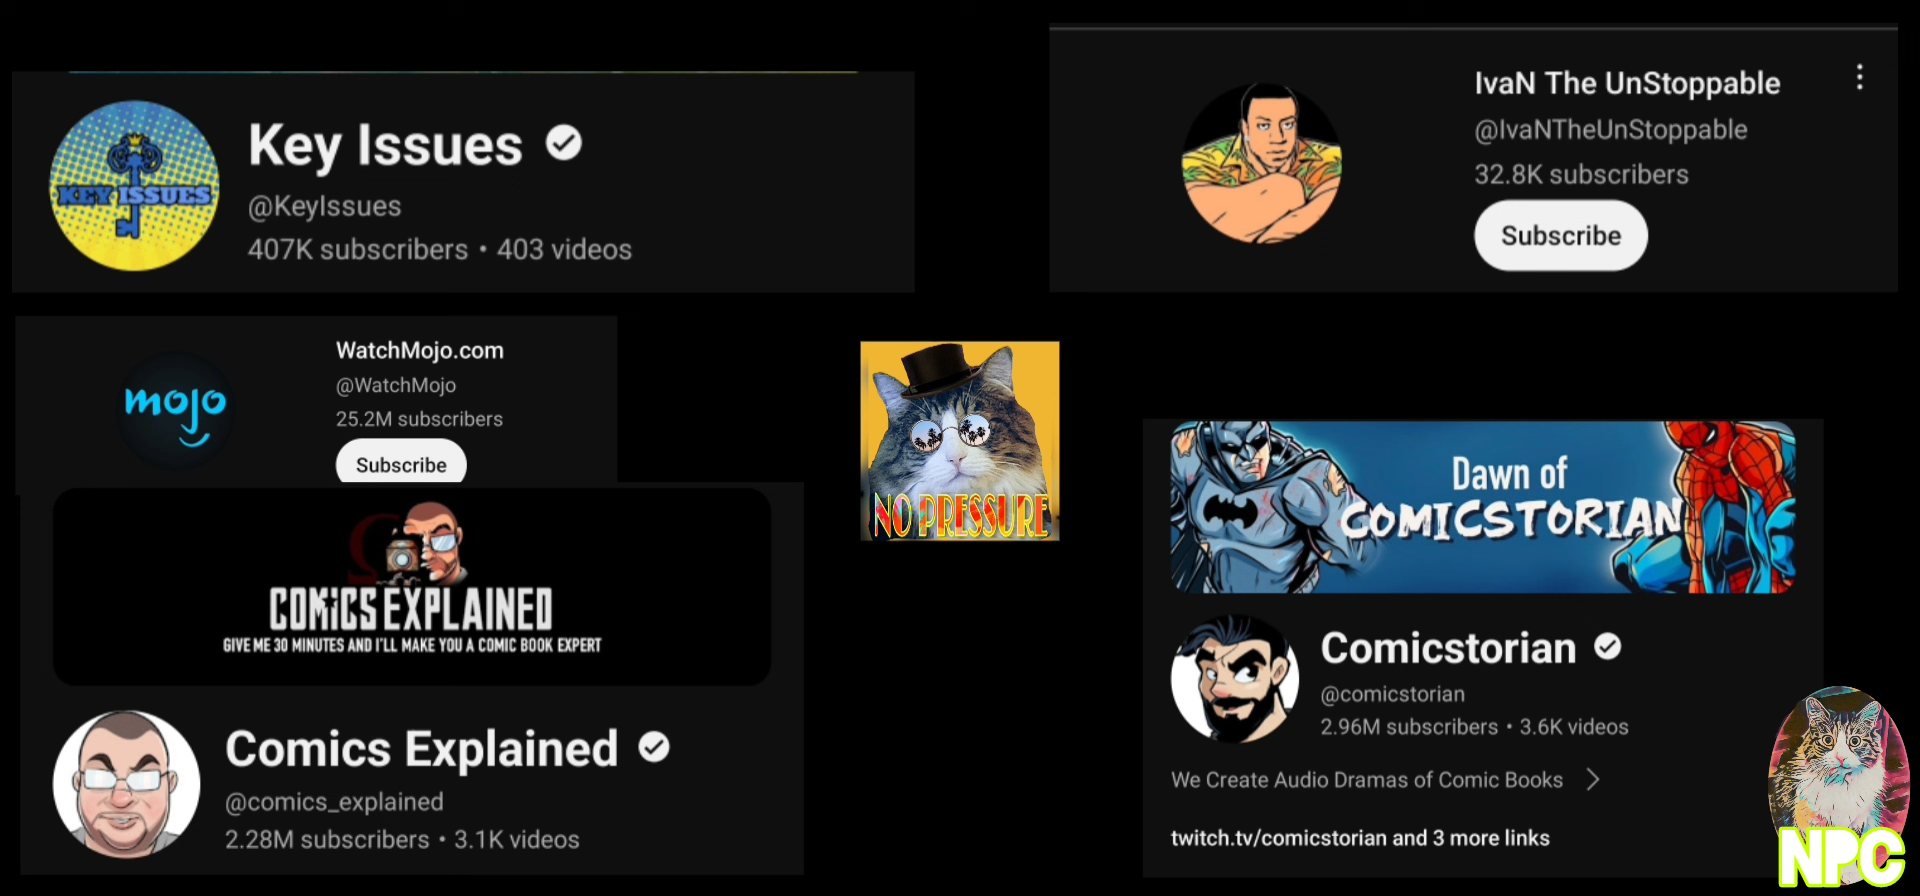 KEY ISSUES
Key Issues
@KeyIssues
407K subscribers • 403 videos
IvaN The UnStoppable
@IvaNTheUnStoppable
32.8K subscribers
Subscribe
mojo
WatchMojo.com
@WatchMojo
25.2M subscribers
Subscribe
NO PRESSURE
COMICS EXPLAINED
GIVE ME 30 MINUTES AND I'LL MAKE YOU A COMIC BOOK EXPERT
Comics Explained
@comics_explained
2.28M subscribers • 3.1K videos
Dawn of
COMICSTORIAN
Comicstorian
@comicstorian
2.96M subscribers • 3.6K videos
We Create Audio Dramas of Comic Books
twitch.tv/comicstorian and 3 more links
NPC